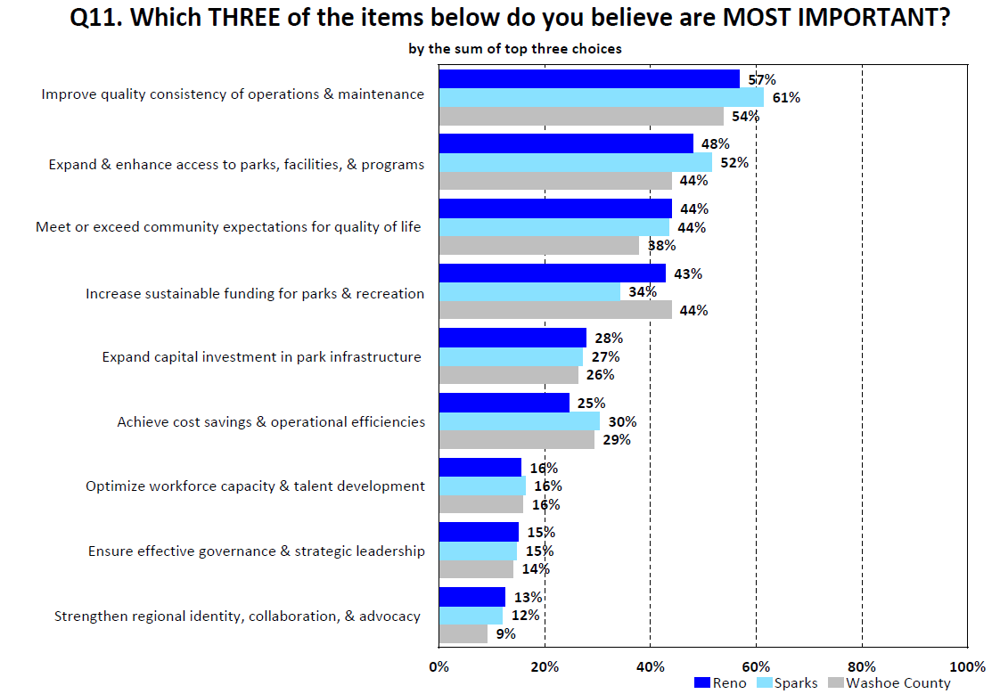 Q11. Which THREE of the items below do you believe are MOST IMPORTANT?
by the sum of top three choices
Improve quality consistency of operations & maintenance
57%
61%
54%
Expand & enhance access to parks, facilities, & programs
48%
52%
44%
Meet or exceed community expectations for quality of life
44%
44%
38%
Increase sustainable funding for parks & recreation
43%
34%
44%
Expand capital investment in park infrastructure
28%
27%
26%
Achieve cost savings & operational efficiencies
25%
30%
29%
Optimize workforce capacity & talent development
16%
16%
16%
Ensure effective governance & strategic leadership
15%
15%
14%
Strengthen regional identity, collaboration, & advocacy
13%
12%
9%
0% 20% 40% 60% 80% 100%
Reno Sparks Washoe County